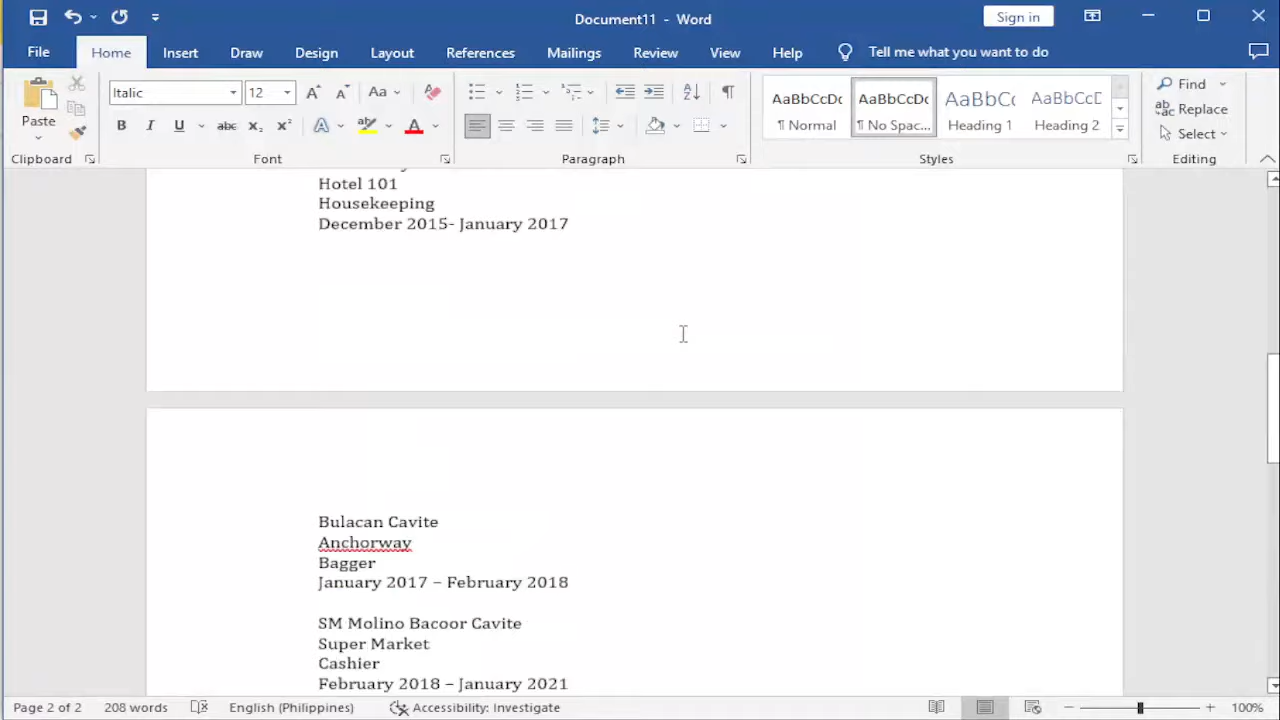 Document11 - Word
Sign in
File
Home
Insert
Draw
Design
Layout
References
Mailings
Review
View
Help
Tell me what you want to do
Paste
Italic
12
Aa
B I U abc x₂ x²
A
AaBbCcDc
¶ Normal
AaBbCcDc
¶ No Spac...
AaBbCc
Heading 1
AaBbCcD
Heading 2
Find
Replace
Select
Clipboard
Font
Paragraph
Styles
Editing
Hotel 101
Housekeeping
December 2015- January 2017
Bulacan Cavite
Anchorway
Bagger
January 2017 – February 2018
SM Molino Bacoor Cavite
Super Market
Cashier
February 2018 – January 2021
Page 2 of 2
208 words
English (Philippines)
Accessibility: Investigate
100%